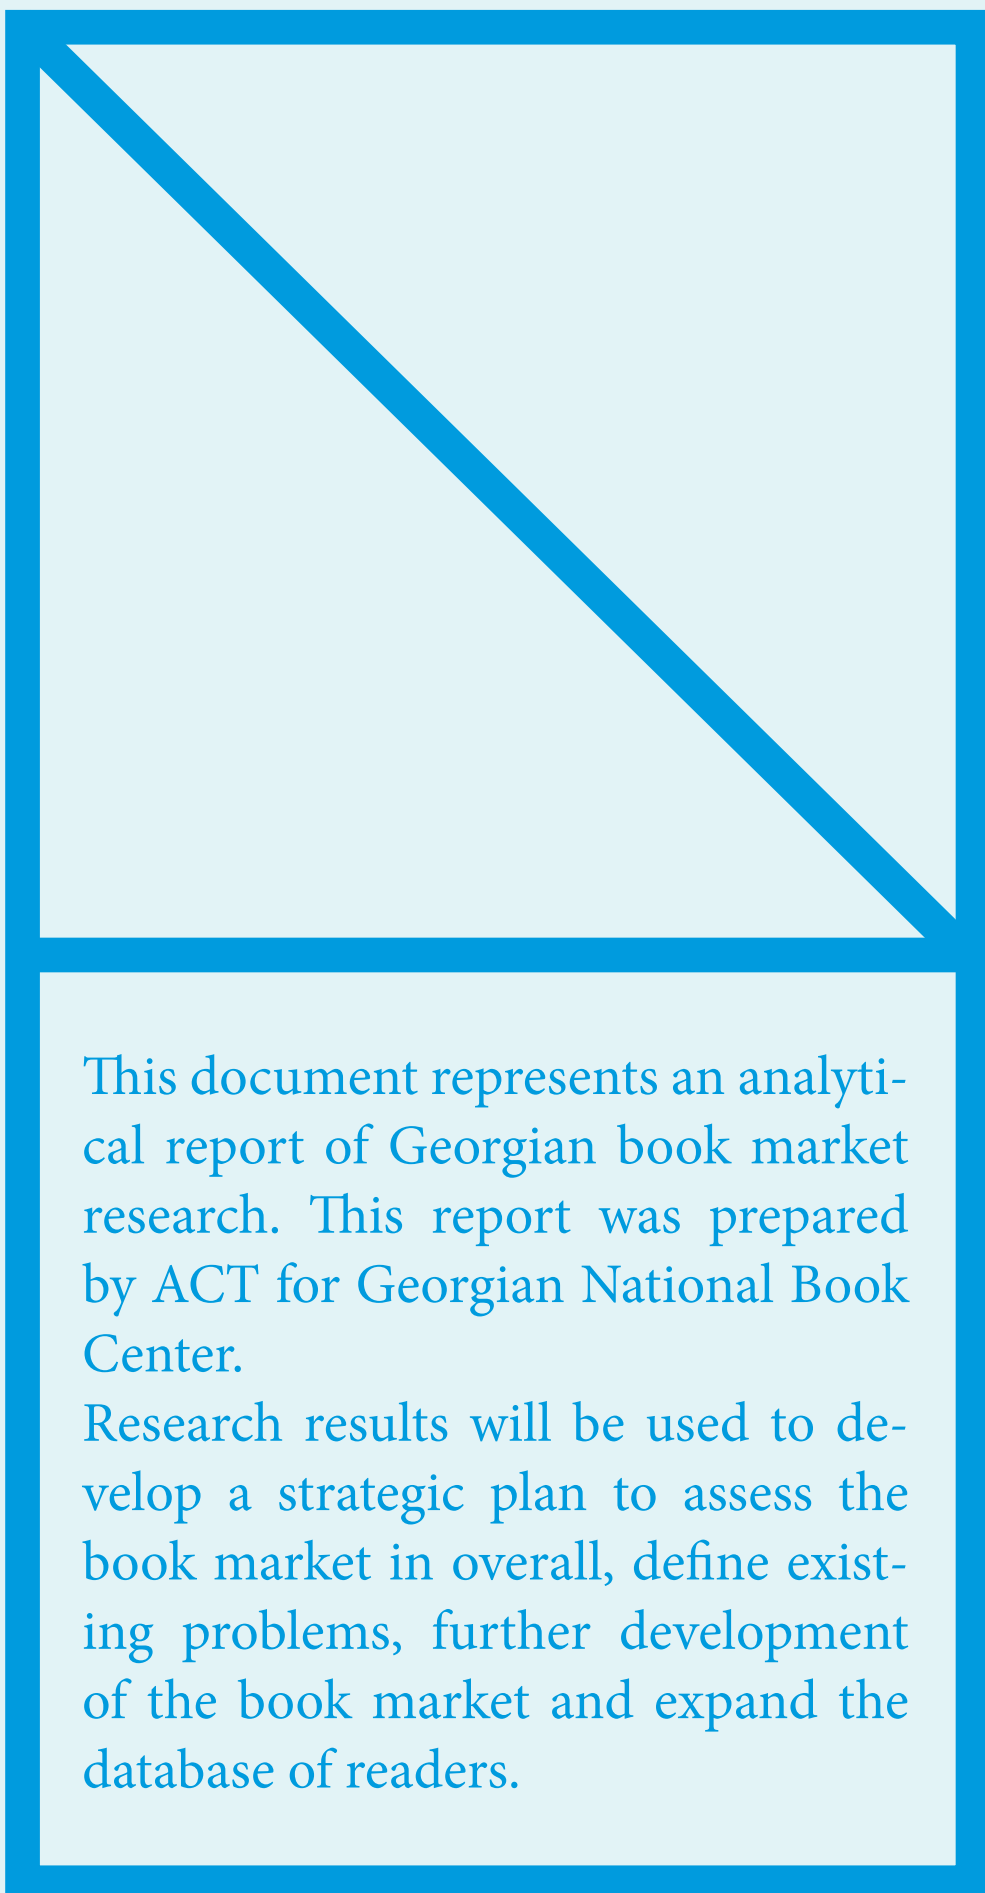 This document represents an analyti-
cal report of Georgian book market
research. This report was prepared
by ACT for Georgian National Book
Center.
Research results will be used to de-
velop a strategic plan to assess the
book market in overall, define exist-
ing problems, further development
of the book market and expand the
database of readers.